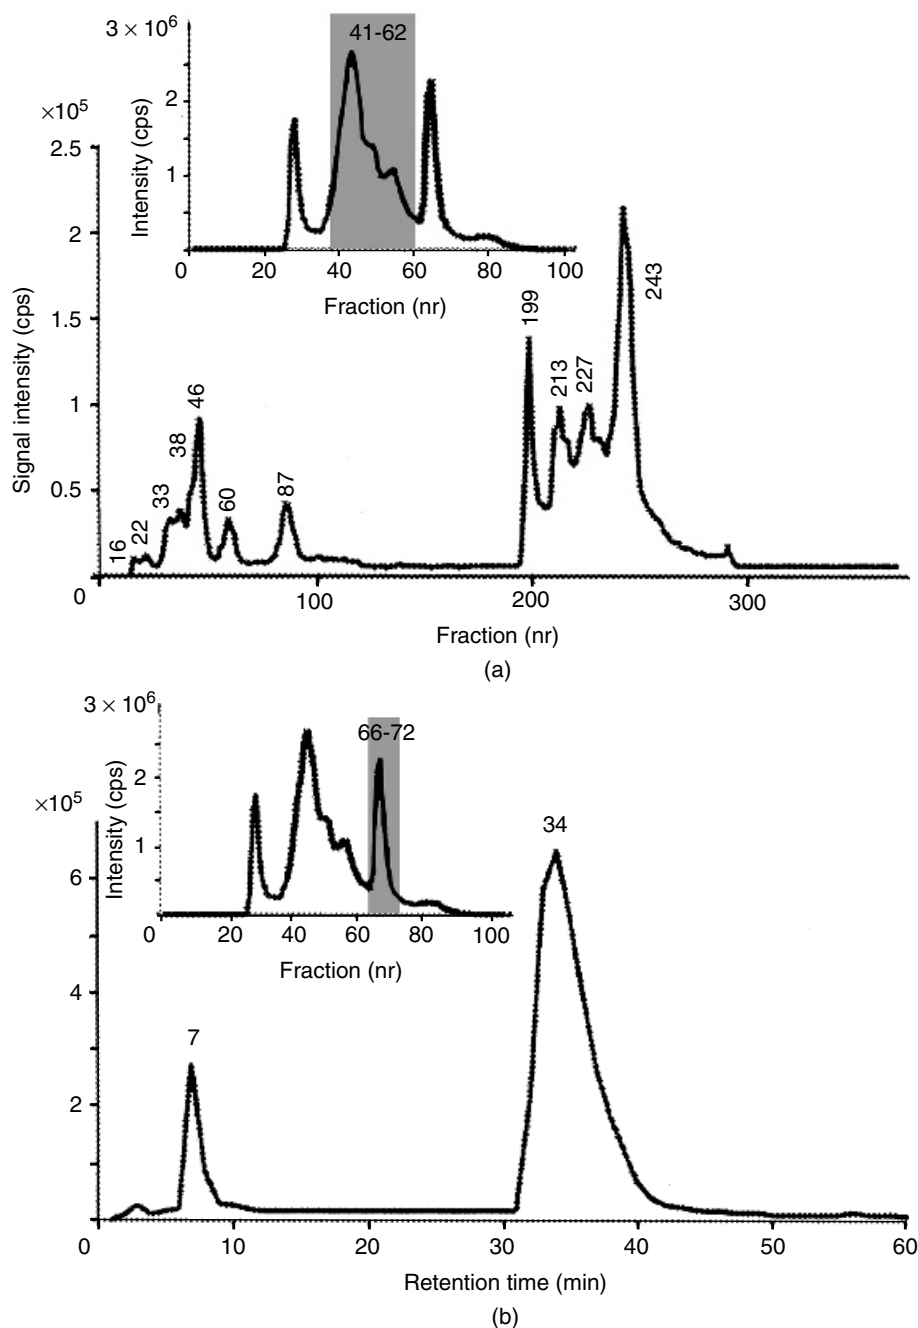 3 × 10⁶
41-62
2
1
Intensity (cps)
0 20 40 60 80 100
Fraction (nr)
×10⁵
2.5
2
1.5
1
0.5
Signal intensity (cps)
16 22 33 38 46 60 87 199 213 227 243
0 100 200 300
Fraction (nr)
(a)
3 × 10⁶
66-72
2
1
Intensity (cps)
0 20 40 60 80 100
Fraction (nr)
×10⁵
6
4
2
7
34
0 10 20 30 40 50 60
Retention time (min)
(b)